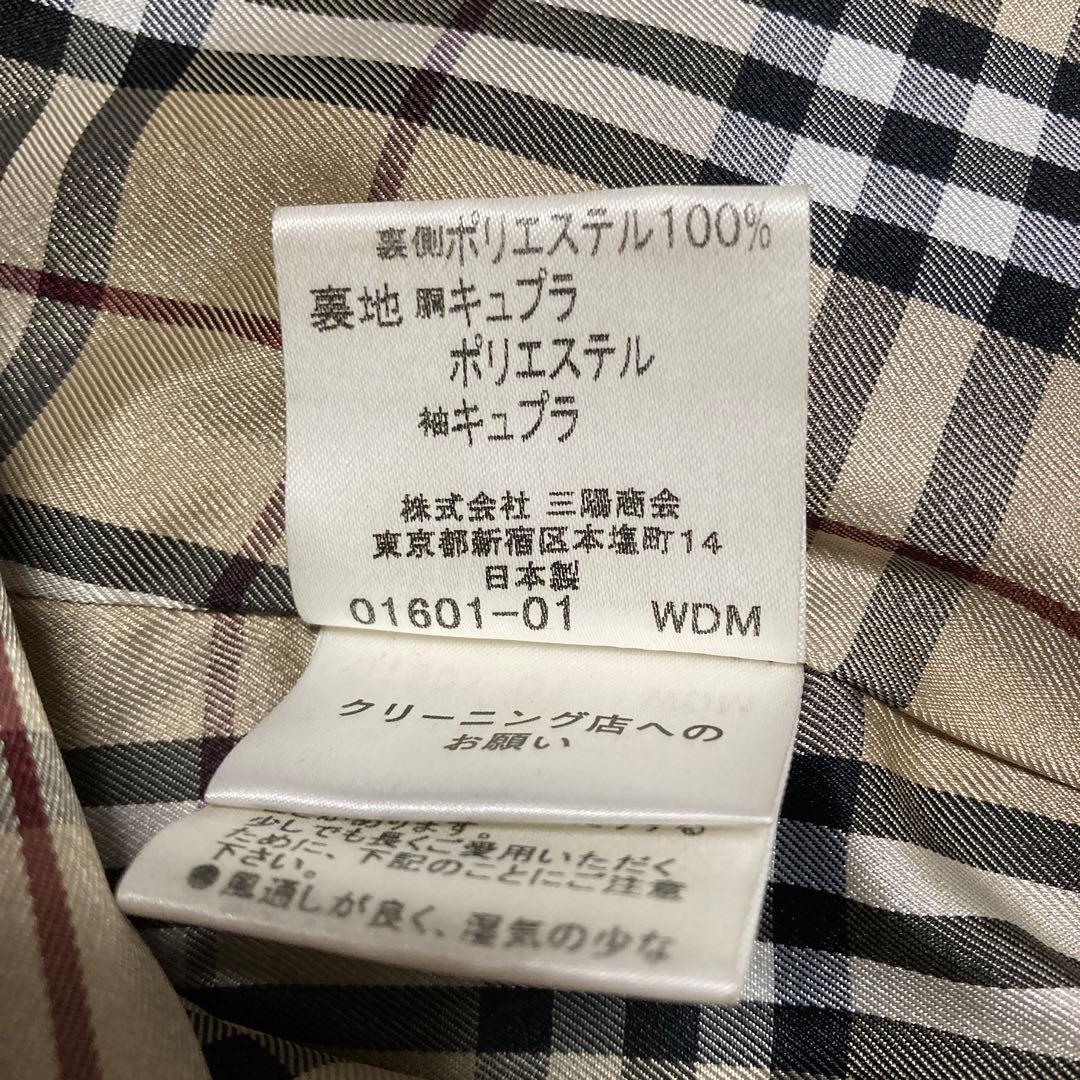 裏側ポリエステル100%
裏地 胴キュプラ
ポリエステル
袖キュプラ
株式会社 三陽商会
東京都新宿区本塩町14
日本製
01601-01 WDM
クリーニング店への
お願い
あります。
少しでも長くご愛用いただく
ために、下記のことにご注意
下さい。
●風通しが良く、湿気の少な